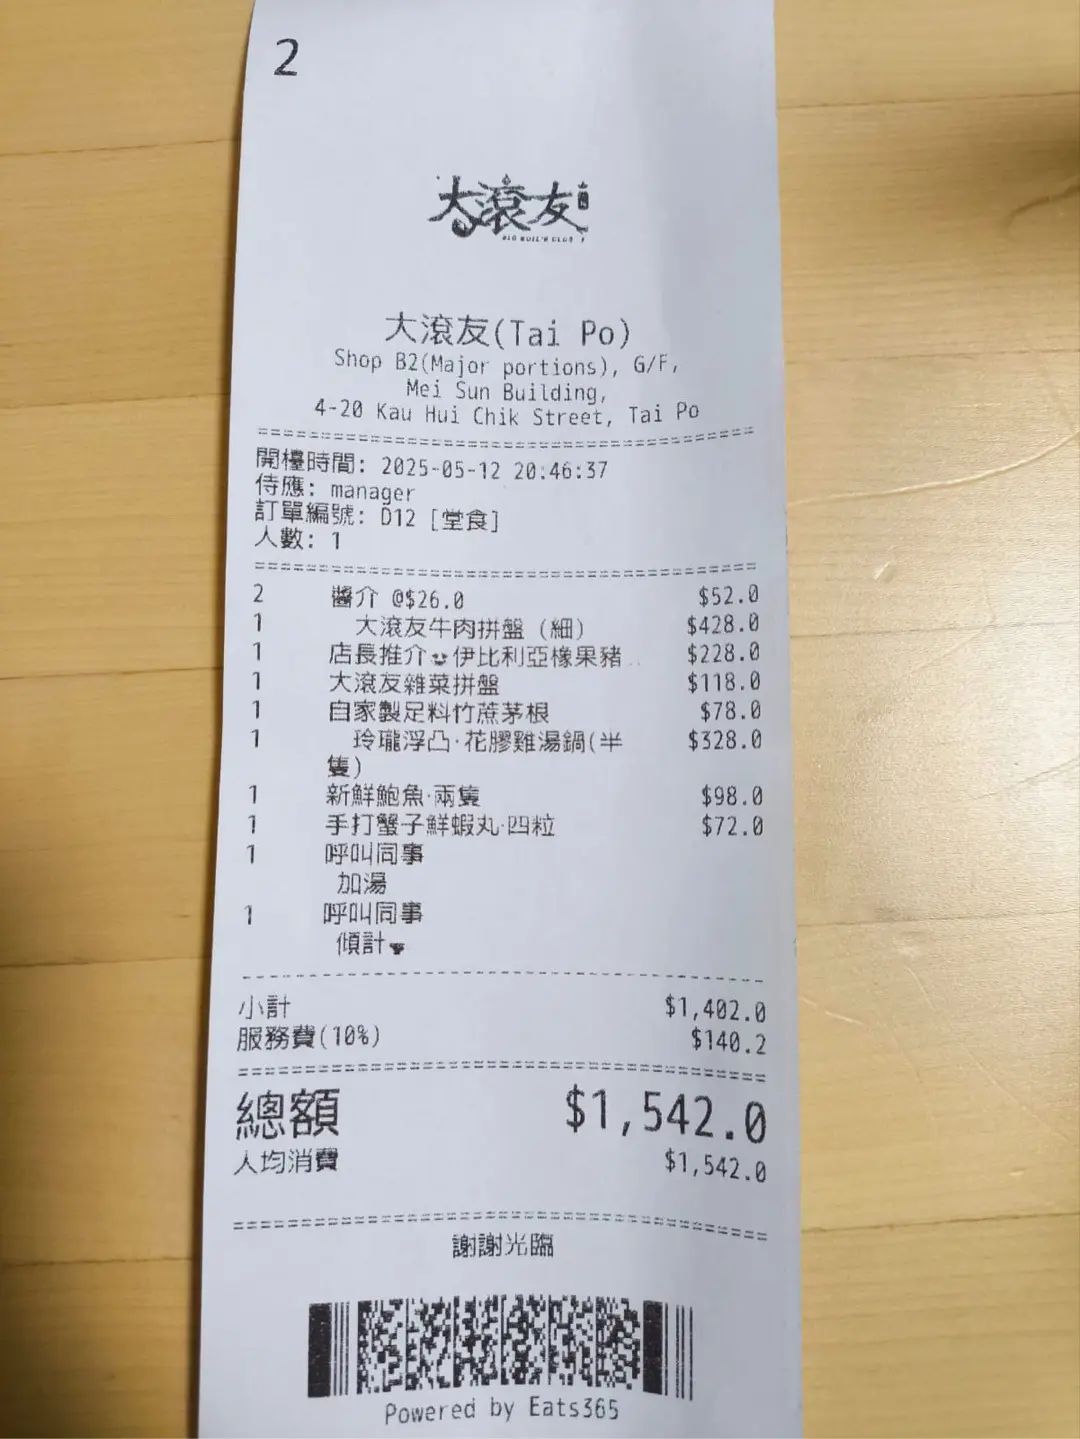 2
大滾友
BIG BOIL'S CLUB
大滾友(Tai Po)
Shop B2(Major portions), G/F,
Mei Sun Building,
4-20 Kau Hui Chik Street, Tai Po
開檯時間: 2025-05-12 20:46:37
侍應: manager
訂單編號: D12 [堂食]
人數: 1
2 醬介 @$26.0 $52.0
1 大滾友牛肉拼盤 (細) $428.0
1 店長推介 伊比利亞橡果豬.. $228.0
1 大滾友雜菜拼盤 $118.0
1 自家製足料竹蔗茅根 $78.0
1 玲瓏浮凸·花膠雞湯鍋(半 $328.0
隻)
1 新鮮鮑魚·兩隻 $98.0
1 手打蟹子鮮蝦丸·四粒 $72.0
1 呼叫同事
加湯
1 呼叫同事
傾計
小計 $1,402.0
服務費(10%) $140.2
總額 $1,542.0
人均消費 $1,542.0
謝謝光臨
Powered by Eats365